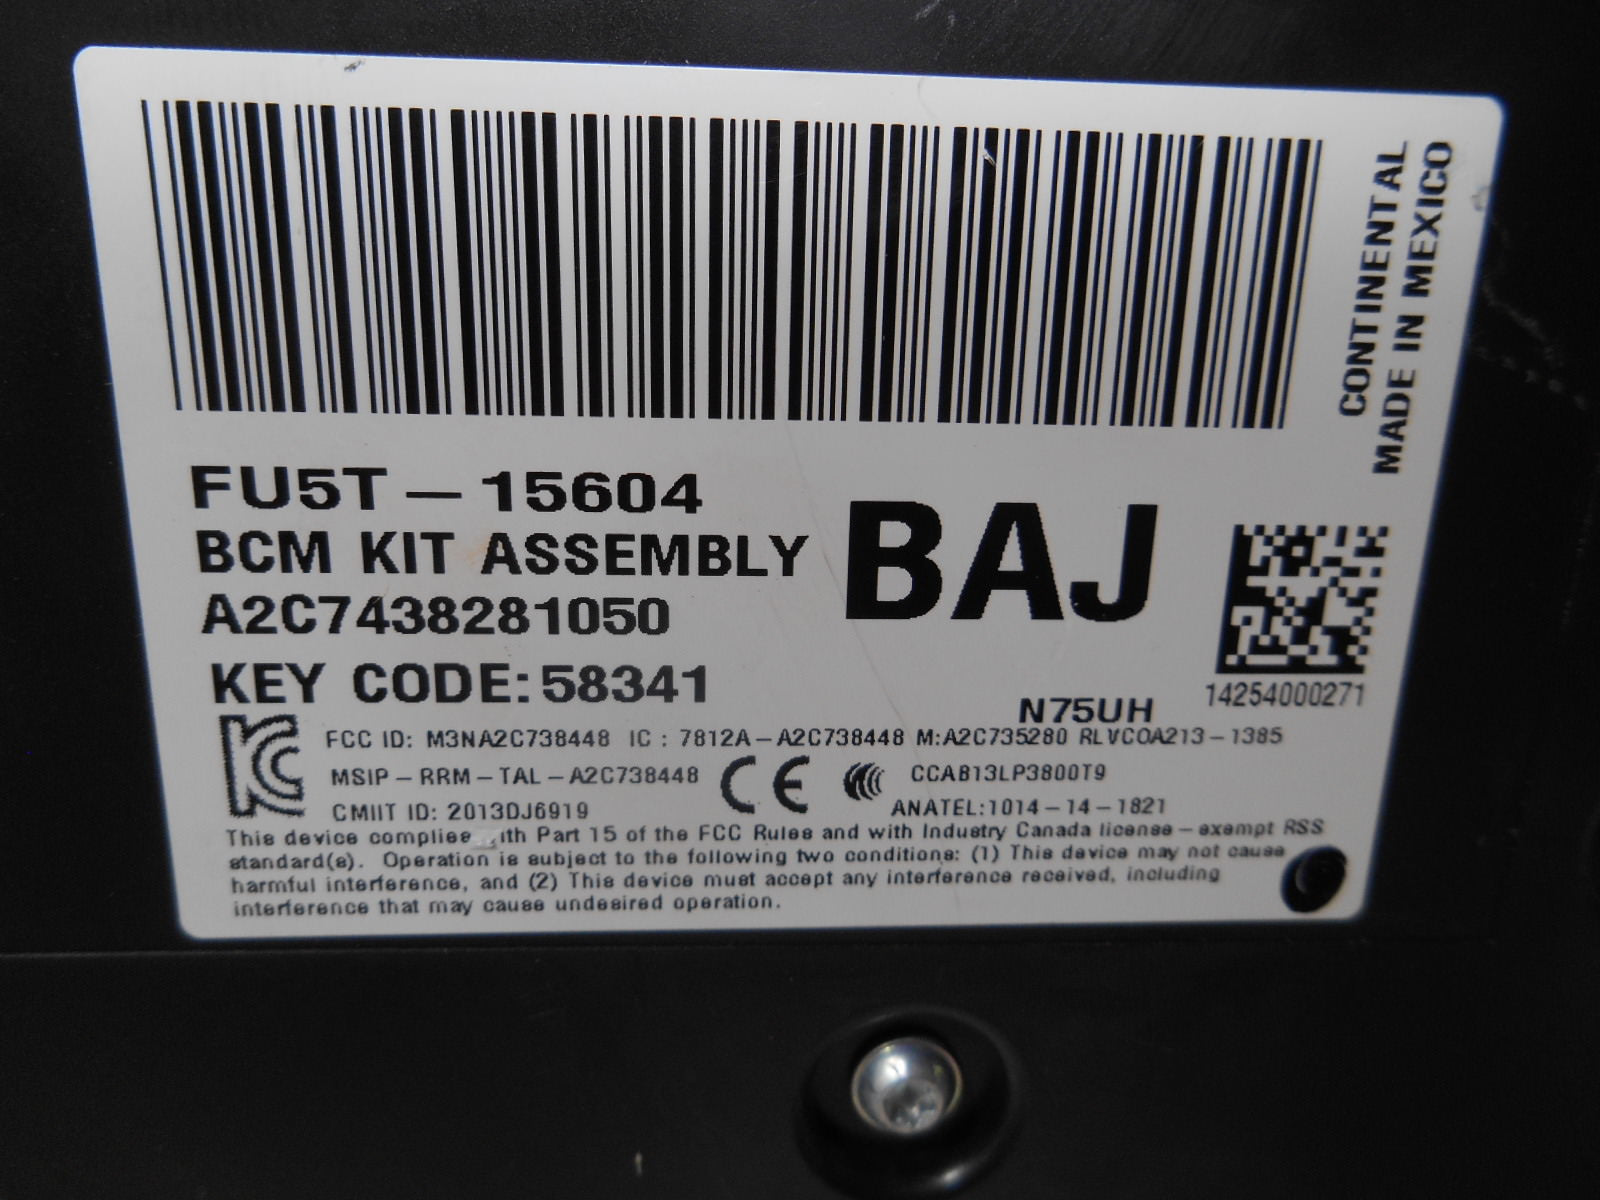 CONTINENTAL
MADE IN MEXICO
FU5T-15604
BCM KIT ASSEMBLY
BAJ
A2C7438281050
KEY CODE:58341
N75UH
14254000271
FCC ID: M3NA2C738448 IC : 7812A-A2C738448 M:A2C735280 RLVCOA213-1385
MSIP-RRM-TAL-A2C738448 CE CCAB13LP3800T9
CMIIT ID: 2013DJ6919 ANATEL:1014-14-1821
This device complies ith Part 15 of the FCC Rules and with Industry Canada license-exempt RSS
standard(s). Operation is subject to the following two conditions: (1) This device may not cause
harmful interference, and (2) This device must accept any interference received, including
interference that may cause undesired operation.